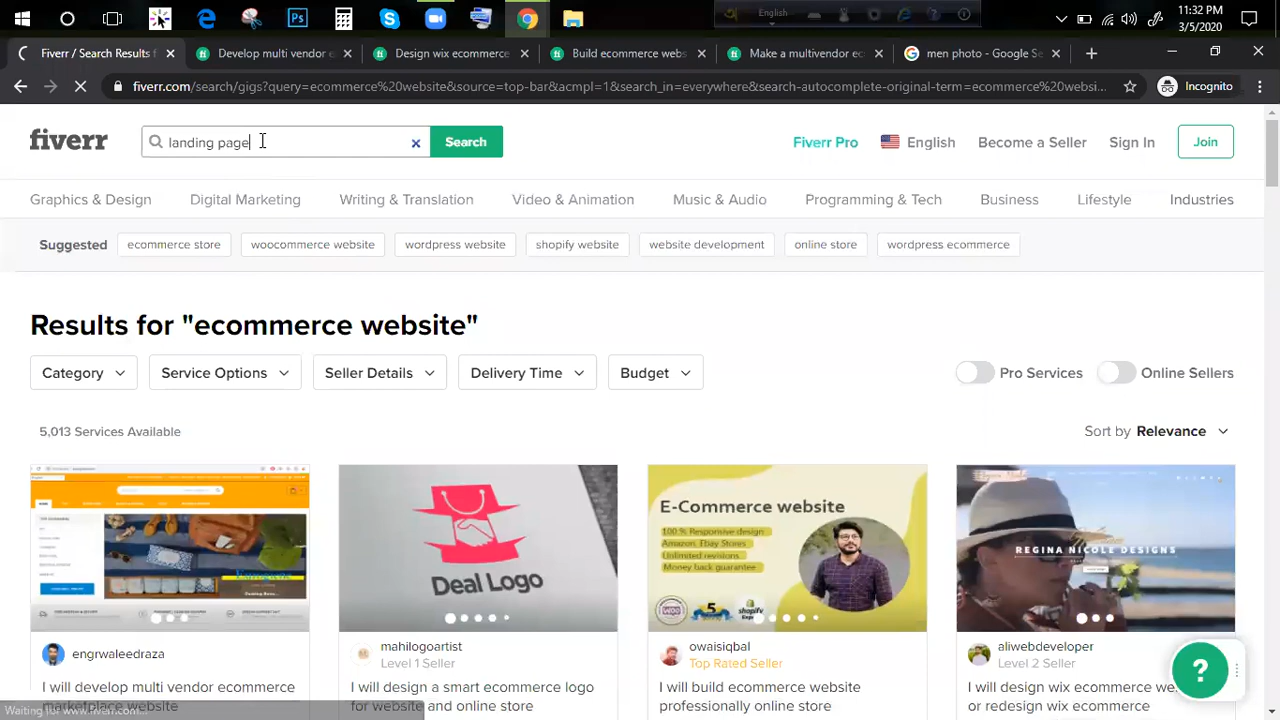 English
11:32 PM
3/5/2020
Fiverr / Search Results f
Develop multi vendor e
Design wix ecommerce
Build ecommerce webs
Make a multivendor ec
men photo - Google Se
fiverr.com/search/gigs?query=ecommerce%20website&source=top-bar&acmpl=1&search_in=everywhere&search-autocomplete-original-term=ecommerce%20websi...
Incognito
fiverr
landing page
Search
Fiverr Pro
English
Become a Seller
Sign In
Join
Graphics & Design
Digital Marketing
Writing & Translation
Video & Animation
Music & Audio
Programming & Tech
Business
Lifestyle
Industries
Suggested
ecommerce store
woocommerce website
wordpress website
shopify website
website development
online store
wordpress ecommerce
Results for "ecommerce website"
Category
Service Options
Seller Details
Delivery Time
Budget
Pro Services
Online Sellers
5,013 Services Available
Sort by Relevance
Deal Logo
E-Commerce website
100 % Responsive design
Amazon, Ebay Stores
Unlimited revisions
Money back guarantee
WOO
5
shopify
REGINA NICOLE DESIGNS
engrwaleedraza
I will develop multi vendor ecommerce
marketplace website
mahilogoartist
Level 1 Seller
I will design a smart ecommerce logo
for website and online store
owaisiqbal
Top Rated Seller
I will build ecommerce website
professionally online store
aliwebdeveloper
Level 2 Seller
I will design wix ecommerce we
or redesign wix ecommerce
?
Waiting for www.fiverr.com...